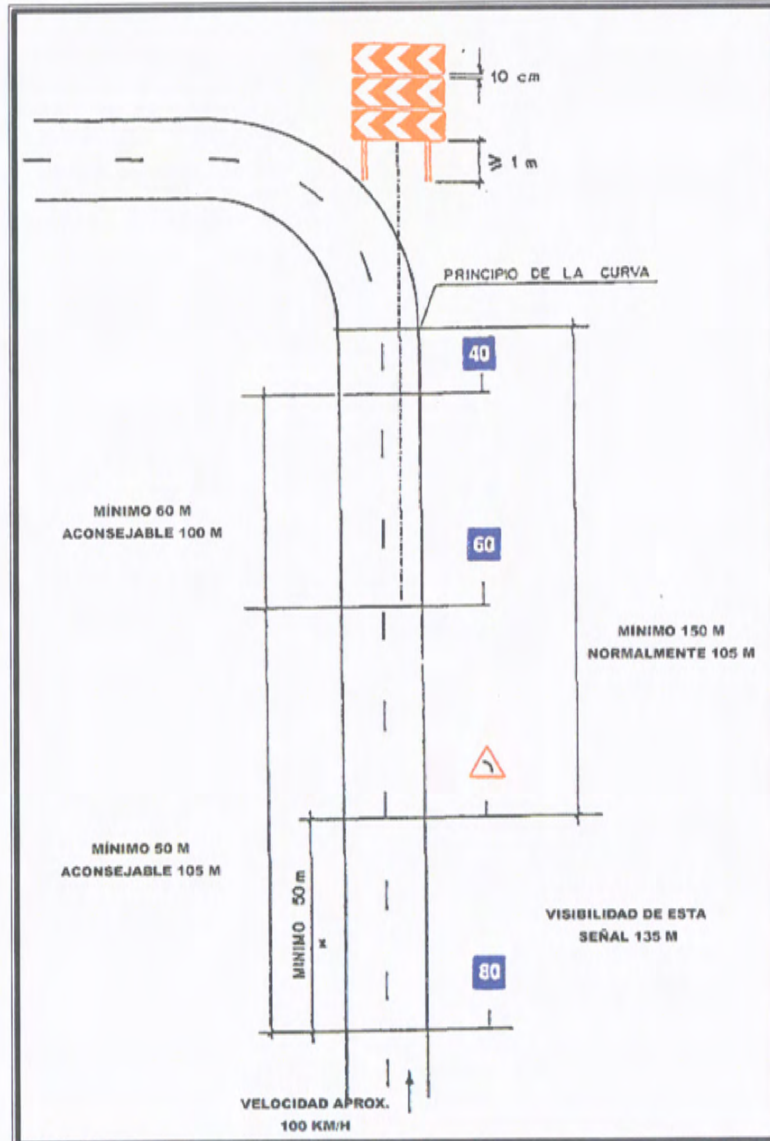 10 cm
≥ 1 m
PRINCIPIO DE LA CURVA
40
MÍNIMO 60 M
ACONSEJABLE 100 M
60
MÍNIMO 150 M
NORMALMENTE 105 M
MÍNIMO 50 M
ACONSEJABLE 105 M
MINIMO 50 m
VISIBILIDAD DE ESTA
SEÑAL 135 M
80
VELOCIDAD APROX.
100 KM/H